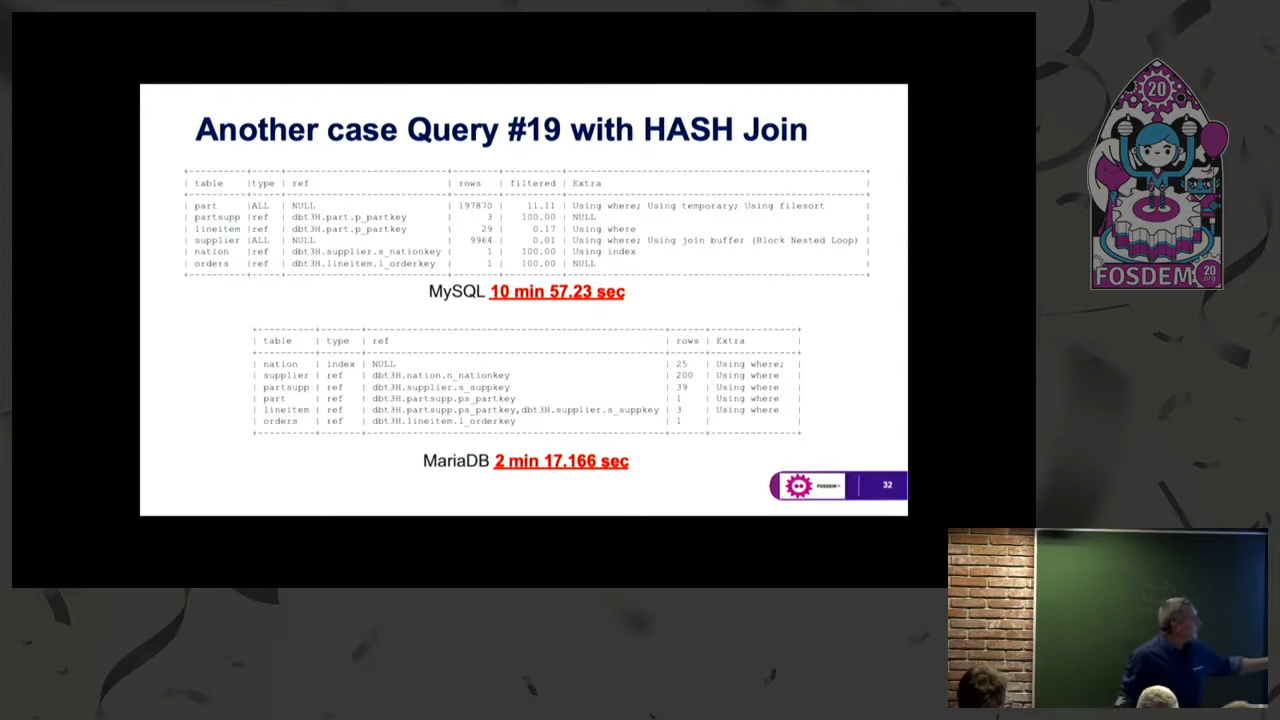 Another case Query #19 with HASH Join
| table |type | ref | rows | filtered | Extra |
| part |ALL | NULL | 197870 | 11.11 | Using where; Using temporary; Using filesort
| partsupp |ref | dbt3H.part.p_partkey | 3 | 100.00 | NULL
| lineitem |ref | dbt3H.part.p_partkey | 29 | 0.17 | Using where
| supplier |ALL | NULL | 9964 | 0.01 | Using where; Using join buffer (Block Nested Loop) |
| nation |ref | dbt3H.supplier.s_nationkey | 1 | 100.00 | Using index
| orders |ref | dbt3H.lineitem.l_orderkey | 1 | 100.00 | NULL |
MySQL 10 min 57.23 sec
| table | type | ref | rows | Extra |
| nation | index | NULL | 25 | Using where; |
| supplier | ref | dbt3H.nation.n_nationkey | 200 | Using where |
| partsupp | ref | dbt3H.supplier.s_suppkey | 39 | Using where |
| part | ref | dbt3H.partsupp.ps_partkey | 1 | Using where |
| lineitem | ref | dbt3H.partsupp.ps_partkey,dbt3H.supplier.s_suppkey | 3 | Using where |
| orders | ref | dbt3H.lineitem.l_orderkey | 1 | |
MariaDB 2 min 17.166 sec
FOSDEM
32
20
FOSDEM 20
.org